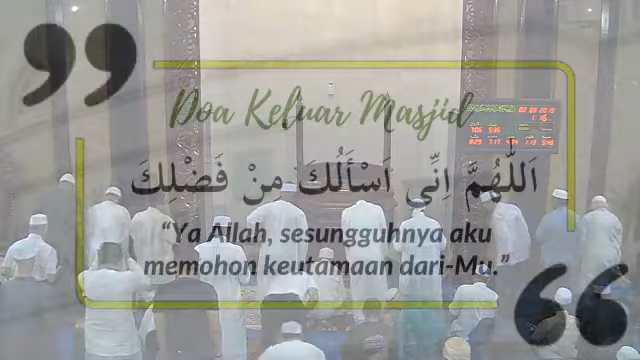 Doa Keluar Masjid
اَللّٰهُمَّ اِنِّي اَسْأَلُكَ مِنْ فَضْلِكَ
“Ya Allah, sesungguhnya aku
memohon keutamaan dari-Mu.”